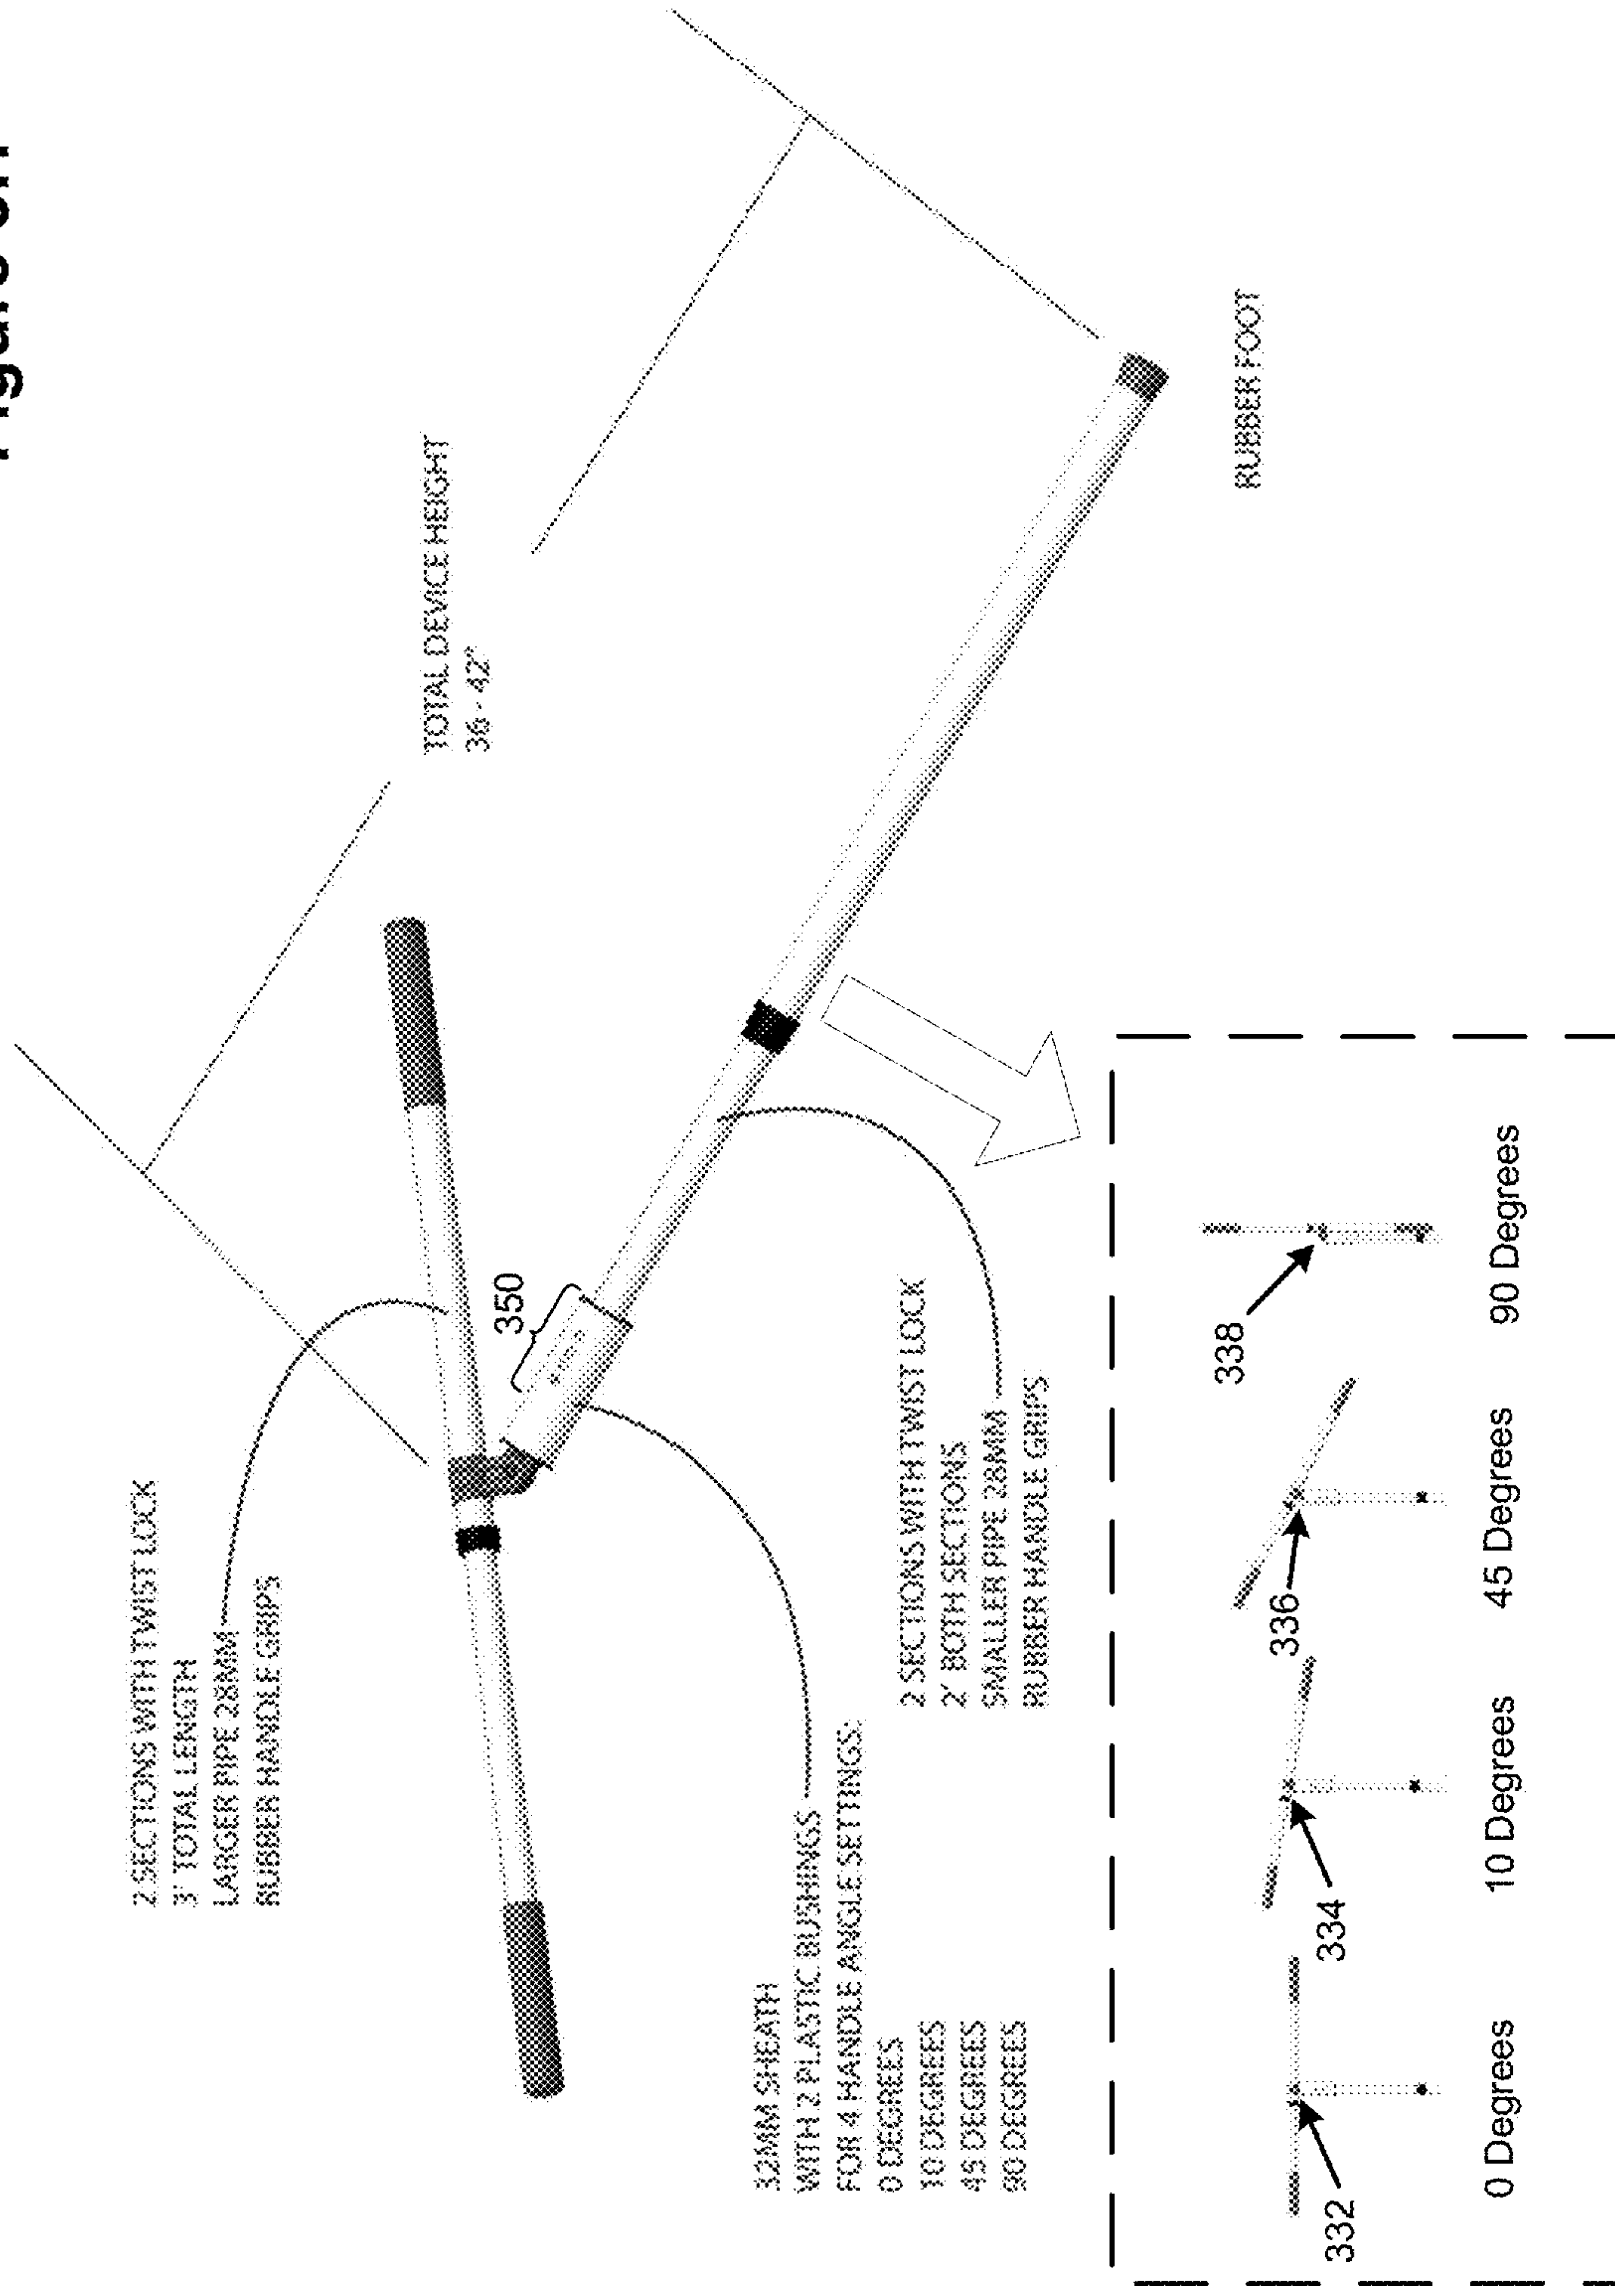 2 SECTIONS WITH TWIST LOCK
3' TOTAL LENGTH
LARGER PIPE 28MM
RUBBER HANDLE GRIPS
TOTAL DEVICE HEIGHT
36 - 42"
350
32MM SHEATH
WITH 2 PLASTIC BUSHINGS
FOR 4 HANDLE ANGLE SETTINGS:
0 DEGREES
10 DEGREES
45 DEGREES
90 DEGREES
2 SECTIONS WITH TWIST LOCK
2' BOTH SECTIONS
SMALLER PIPE 28MM
RUBBER HANDLE GRIPS
RUBBER FOOT
332
334
336
338
0 Degrees
10 Degrees
45 Degrees
90 Degrees